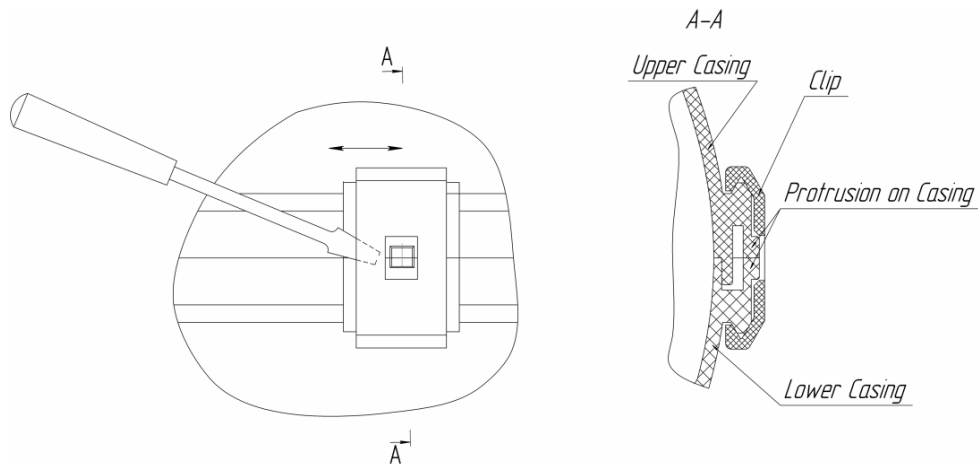 A
A
A-A
Upper Casing
Clip
Protrusion on Casing
Lower Casing